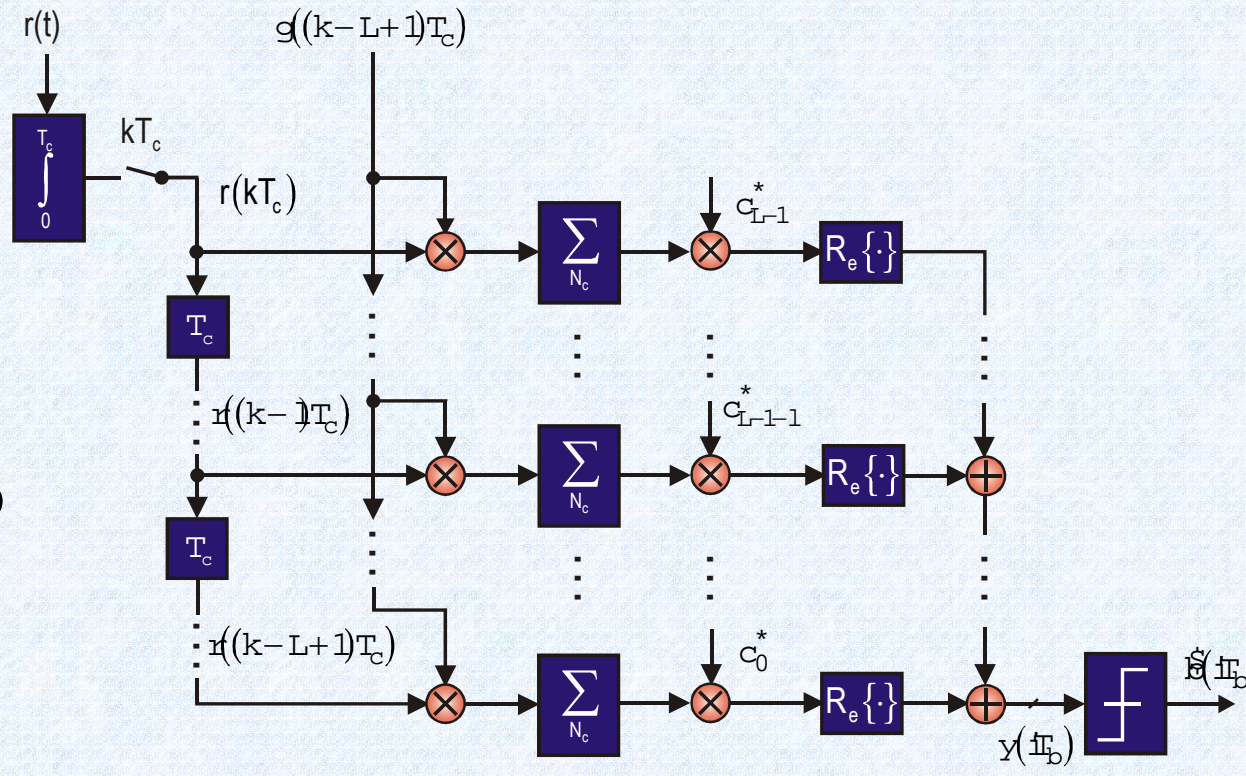 r(t)
g((k−L+1)T_c)
T_c
∫
0
kT_c
r(kT_c)
∑
N_c
c*_{L−1}
R_e{·}
T_c
r((k−l)T_c)
∑
N_c
c*_{L−1−l}
R_e{·}
)
T_c
r((k−L+1)T_c)
∑
N_c
c*_0
R_e{·}
y(iT_b)
(iT_b